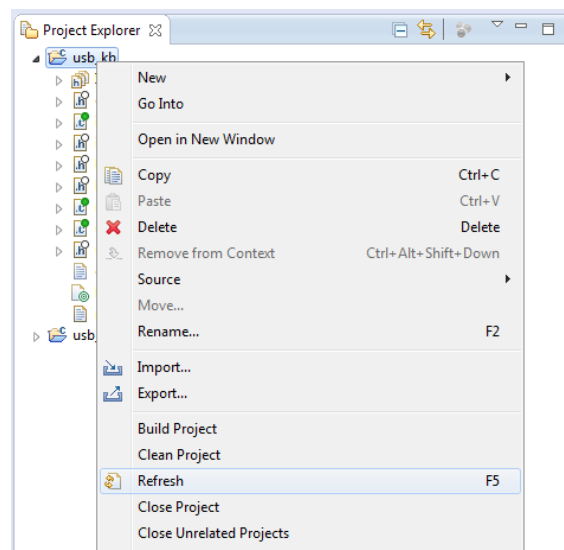 Project Explorer
usb_kb
New
Go Into
Open in New Window
Copy Ctrl+C
Paste Ctrl+V
Delete Delete
Remove from Context Ctrl+Alt+Shift+Down
Source
Move...
Rename... F2
usb
Import...
Export...
Build Project
Clean Project
Refresh F5
Close Project
Close Unrelated Projects